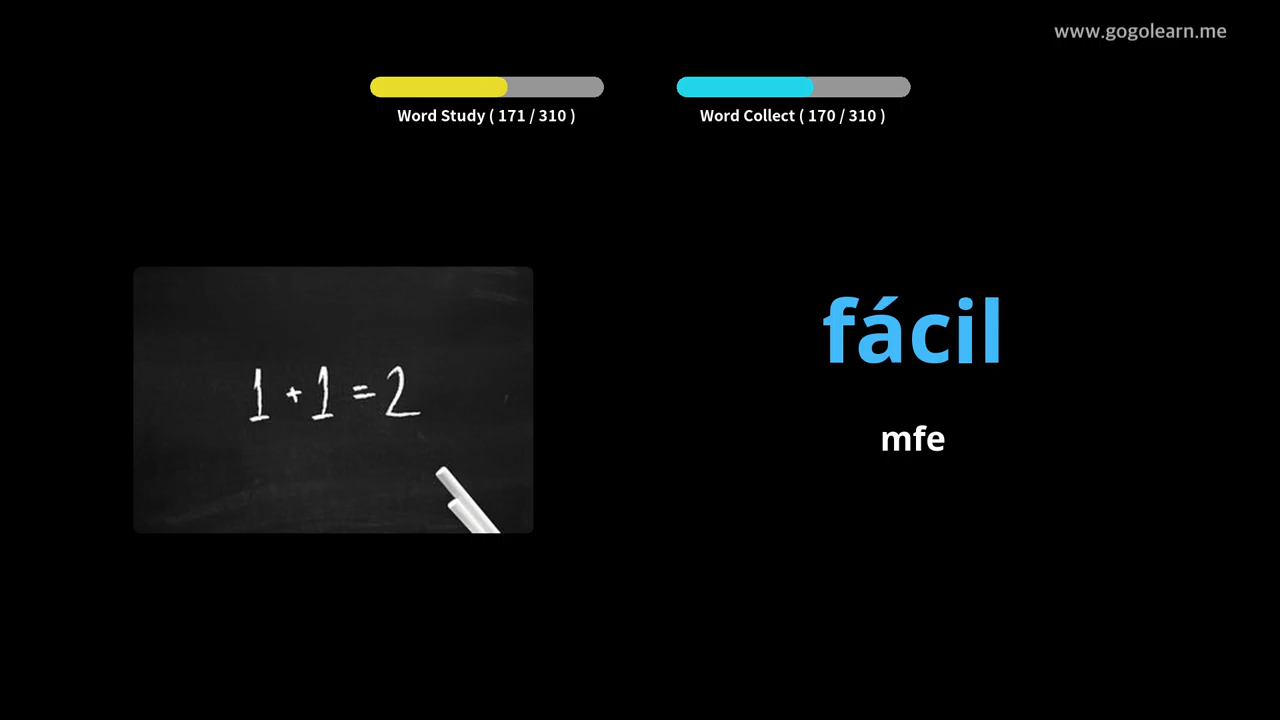 www.gogolearn.me
Word Study ( 171 / 310 )
Word Collect ( 170 / 310 )
1 + 1 = 2
fácil
mfe